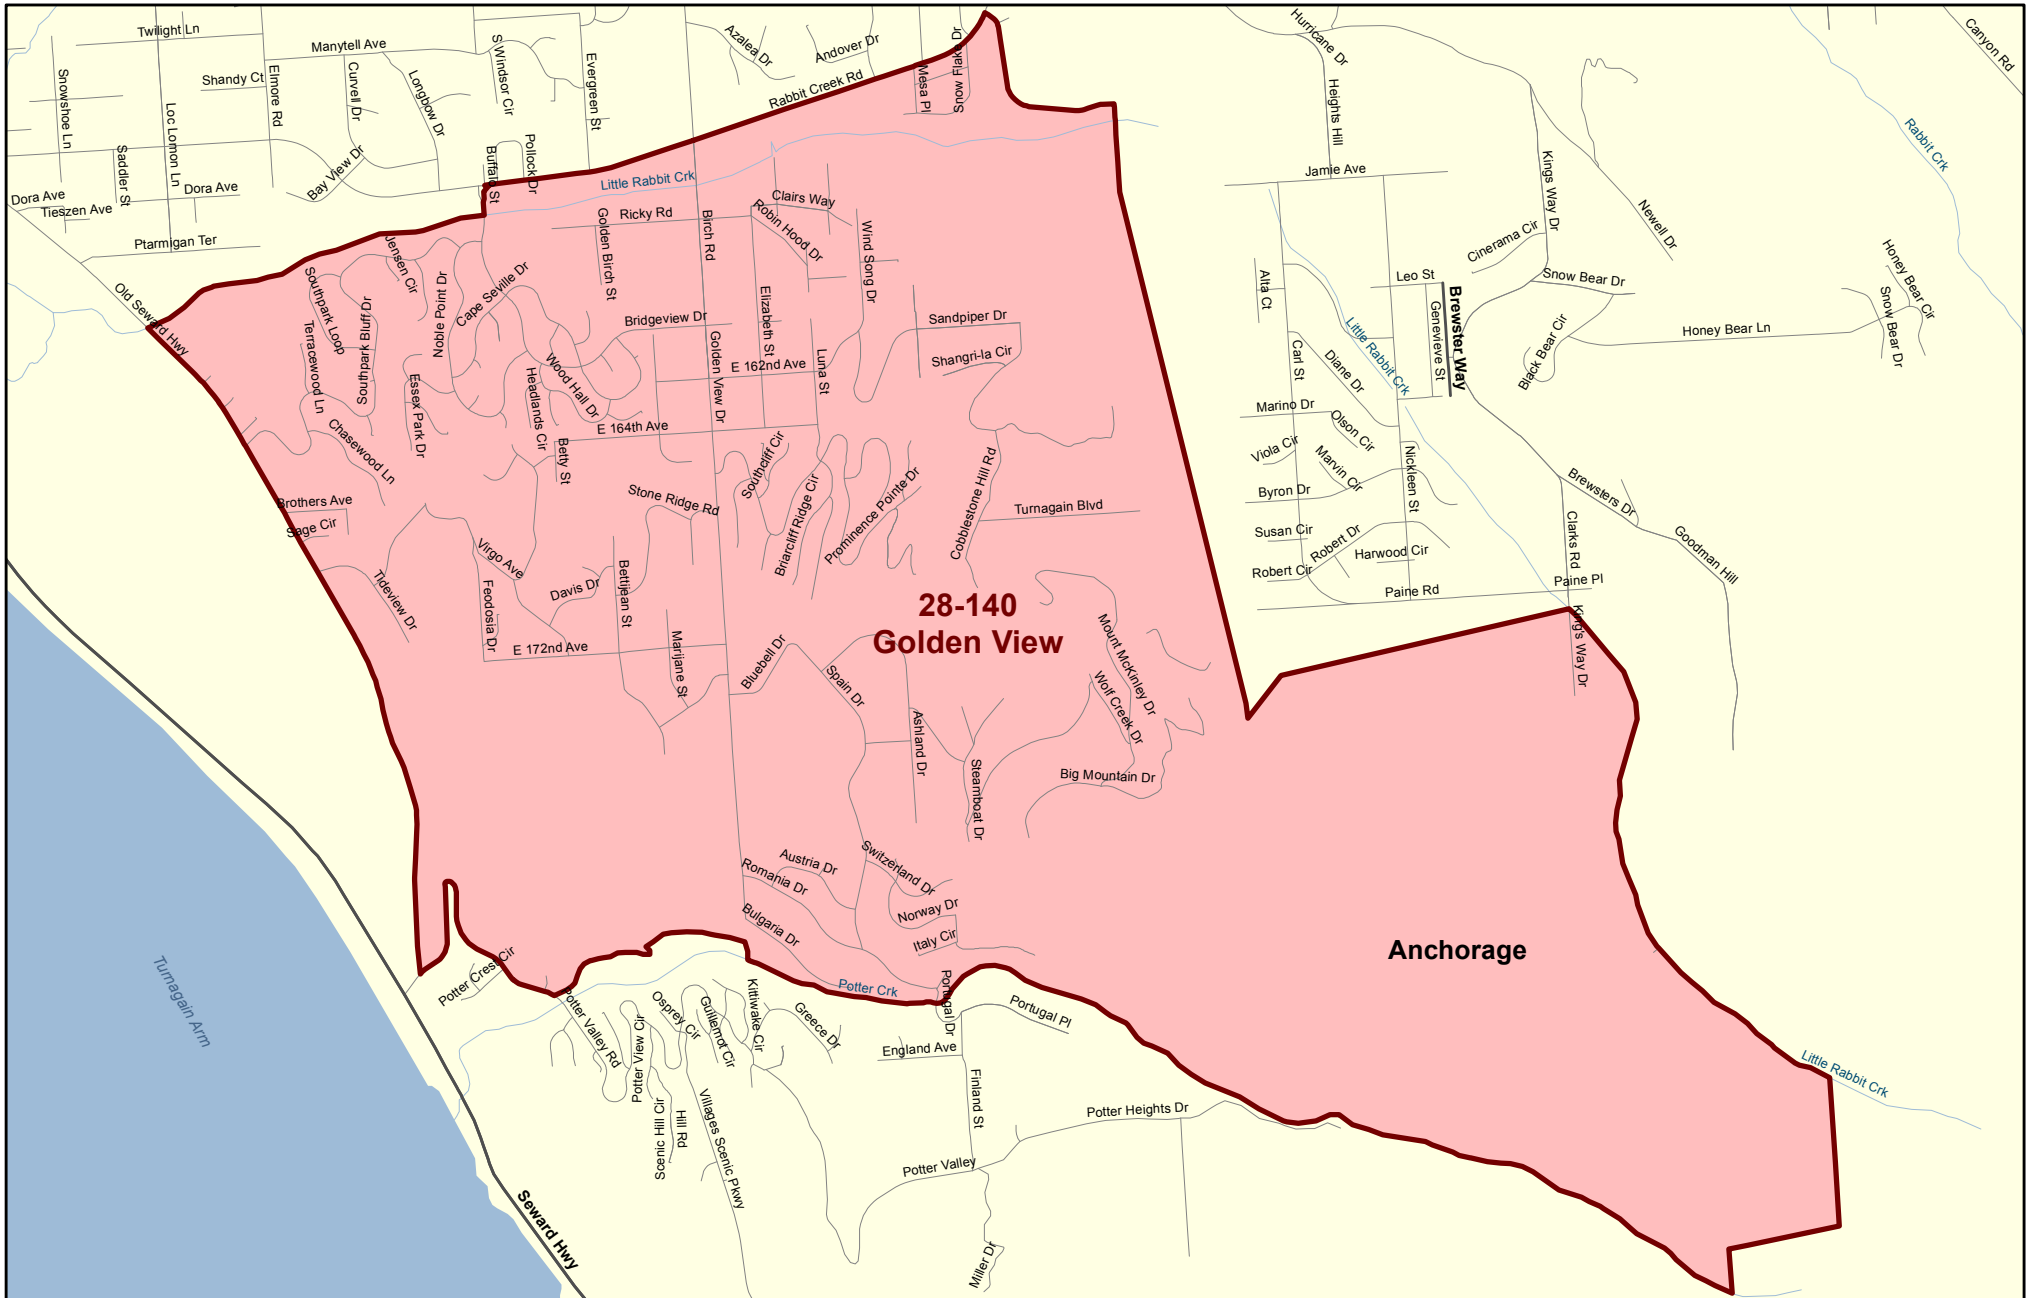 Twilight Ln
Manytell Ave
S Windsor Cir
Evergreen St
Azalea Dr
Andover Dr
Snow Flake Dr
Hurricane Dr
Canyon Rd
Snowshoe Ln
Shandy Ct
Elmore Rd
Curvell Dr
Longbow Dr
Rabbit Creek Rd
Mesa Pl
Heights Hill
Loc Lomon Ln
Saddler St
Bay View Dr
Buffalo St
Pollock Dr
Little Rabbit Crk
Jamie Ave
Kings Way Dr
Rabbit Crk
Dora Ave
Dora Ave
Tieszen Ave
Ptarmigan Ter
Ricky Rd
Golden Birch St
Birch Rd
Clairs Way
Robin Hood Dr
Wind Song Dr
Newell Dr
Cinerama Cir
Snow Bear Dr
Honey Bear Cir
Snow Bear Dr
Honey Bear Ln
Black Bear Cir
Old Seward Hwy
Jensen Cir
Southpark Loop
Southpark Bluff Dr
Terracewood Ln
Noble Point Dr
Cape Seville Dr
Bridgeview Dr
Elizabeth St
Sandpiper Dr
Shangri-la Cir
Alta Ct
Leo St
Genevieve St
Brewster Way
Little Rabbit Crk
E 162nd Ave
Luna St
Golden View Dr
Wood Hall Dr
Headlands Cir
Essex Park Dr
Chasewood Ln
E 164th Ave
Betty St
Carl St
Diane Dr
Marino Dr
Olson Cir
Viola Cir
Marvin Cir
Byron Dr
Nickleen St
Brewsters Dr
Clarks Rd
Goodman Hill
Brothers Ave
Sage Cir
Stone Ridge Rd
Southcliff Cir
Briarcliff Ridge Cir
Prominence Pointe Dr
Cobblestone Hill Rd
Turnagain Blvd
Susan Cir
Robert Dr
Harwood Cir
Robert Cir
Paine Rd
Paine Pl
King's Way Dr
Tideview Dr
Virgo Ave
Feodosia Dr
Davis Dr
Bettijean St
E 172nd Ave
Marijane St
Bluebell Dr
Spain Dr
28-140
Golden View
Mount McKinley Dr
Wolf Creek Dr
Ashland Dr
Steamboat Dr
Big Mountain Dr
Austria Dr
Romania Dr
Switzerland Dr
Bulgaria Dr
Norway Dr
Italy Cir
Anchorage
Turnagain Arm
Potter Crest Cir
Potter Crk
Potter Valley Rd
Potter View Cir
Osprey Cir
Guillemot Cir
Kittiwake Cir
Greece Dr
Portugal Dr
Portugal Pl
England Ave
Finland St
Little Rabbit Crk
Scenic Hill Cir
Hill Rd
Villages Scenic Pkwy
Potter Heights Dr
Potter Valley
Miller Dr
Seward Hwy